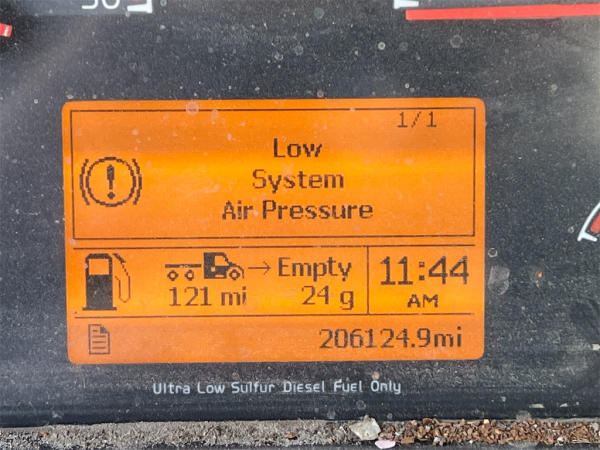 1/1
Low
System
Air Pressure
→ Empty
121 mi 24 g
11:44
AM
206124.9mi
Ultra Low Sulfur Diesel Fuel Only